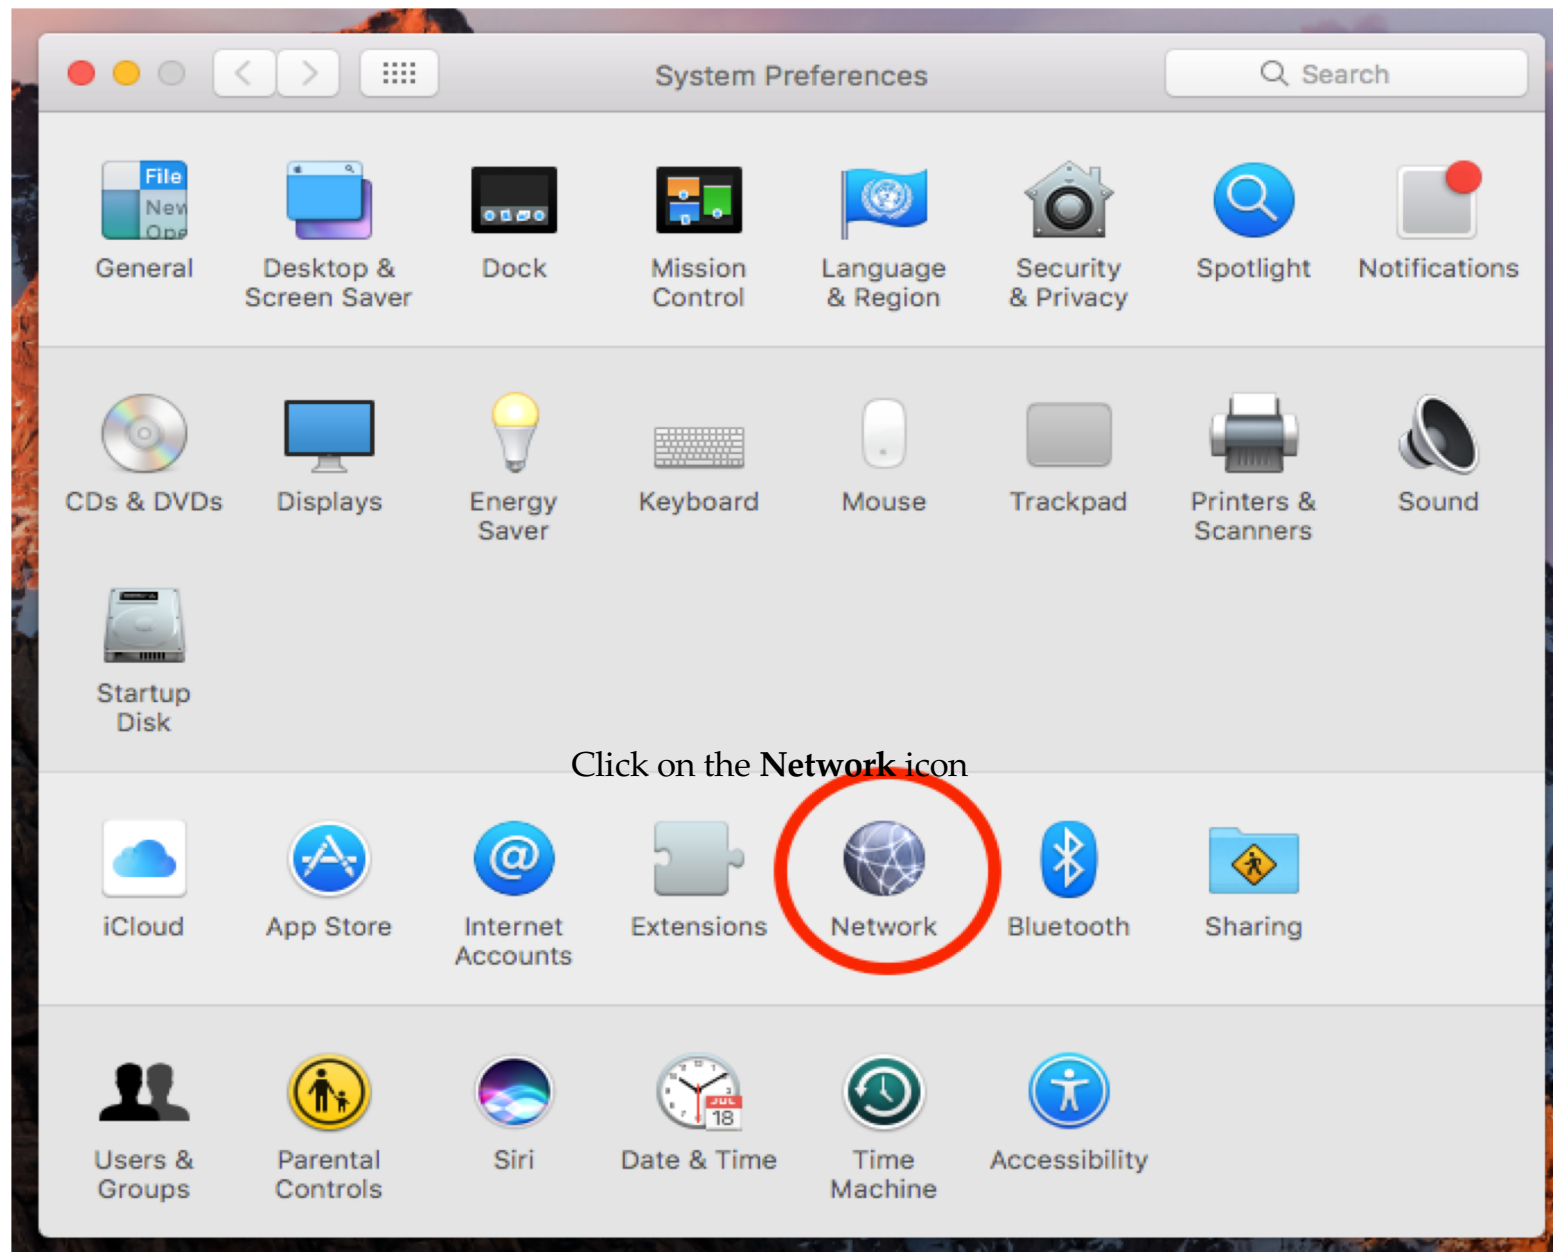 System Preferences
Search
File
New
Ope
General
Desktop &
Screen Saver
Dock
Mission
Control
Language
& Region
Security
& Privacy
Spotlight
Notifications
CDs & DVDs
Displays
Energy
Saver
Keyboard
Mouse
Trackpad
Printers &
Scanners
Sound
Startup
Disk
Click on the Network icon
@
iCloud
App Store
Internet
Accounts
Extensions
Network
Bluetooth
Sharing
JUL
18
Users &
Groups
Parental
Controls
Siri
Date & Time
Time
Machine
Accessibility